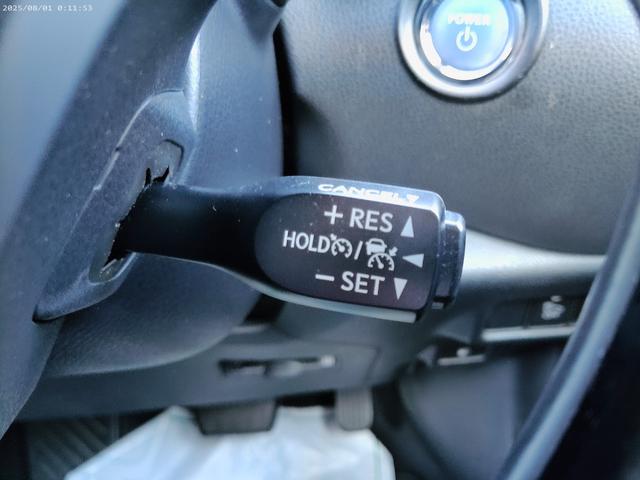 2025/08/01 0:11:53
POWER
CANCEL▼
+ RES ▲
HOLD / ◀
− SET ▼